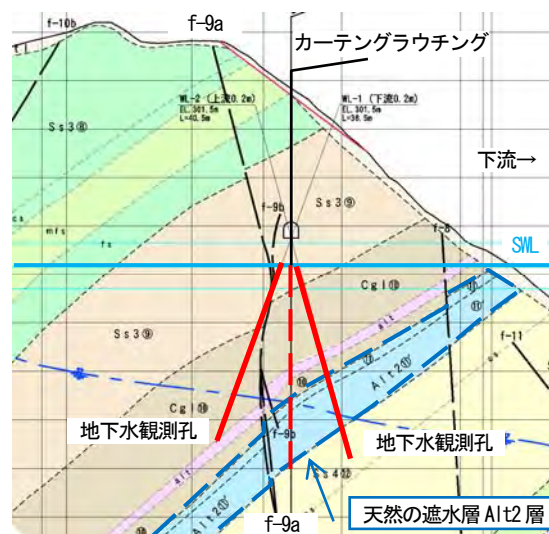 f-9a
f-10b
カーテングラウチング
WL-2 (上流0.2m)
EL.301.5m
L=40.5m
WL-1 (下流0.2m)
EL.301.5m
L=38.5m
Ss3⑧
下流→
Ss3⑨
f-9b
f-8
mfs
fs
SWL
Cgl⑩
alt
⑪
Ss3⑨
f-11
Alt2⑪
Cgl⑩
f-9b
地下水観測孔
地下水観測孔
alt
Ss4⑫
Alt2⑪
天然の遮水層Alt2層
f-9a